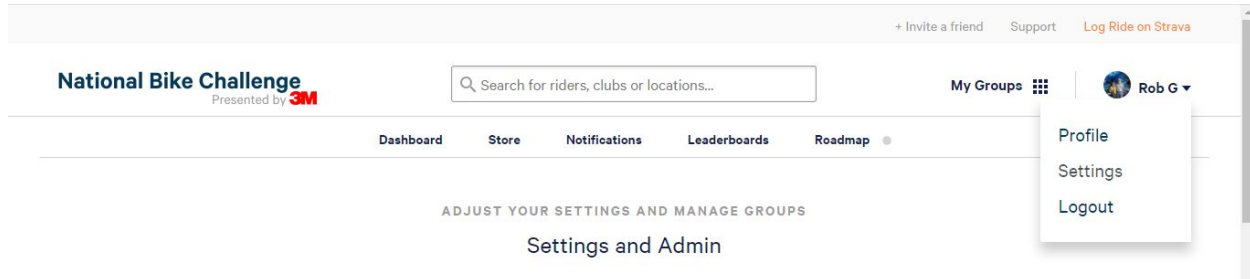 + Invite a friend Support Log Ride on Strava
National Bike Challenge
Presented by 3M
Search for riders, clubs or locations...
My Groups
Rob G
Dashboard Store Notifications Leaderboards Roadmap
Profile
Settings
Logout
ADJUST YOUR SETTINGS AND MANAGE GROUPS
Settings and Admin